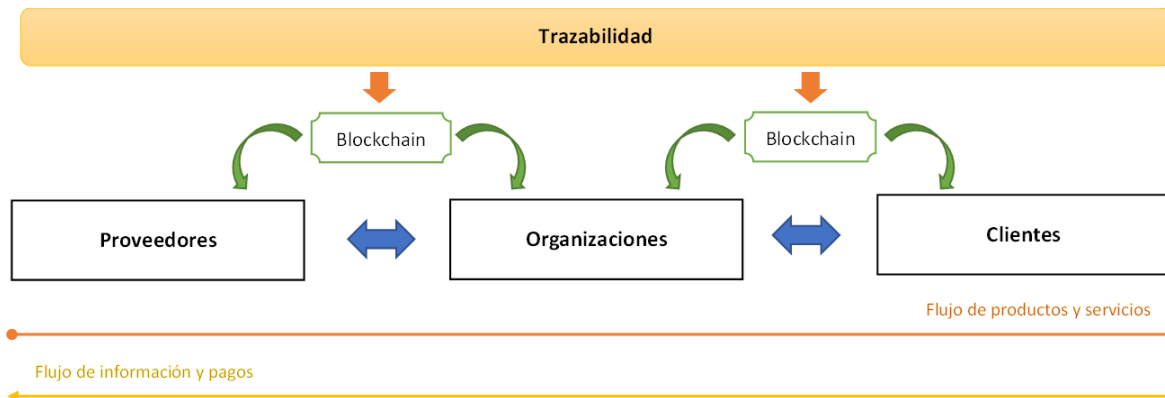 Trazabilidad
Blockchain
Blockchain
Proveedores
Organizaciones
Clientes
Flujo de productos y servicios
Flujo de información y pagos